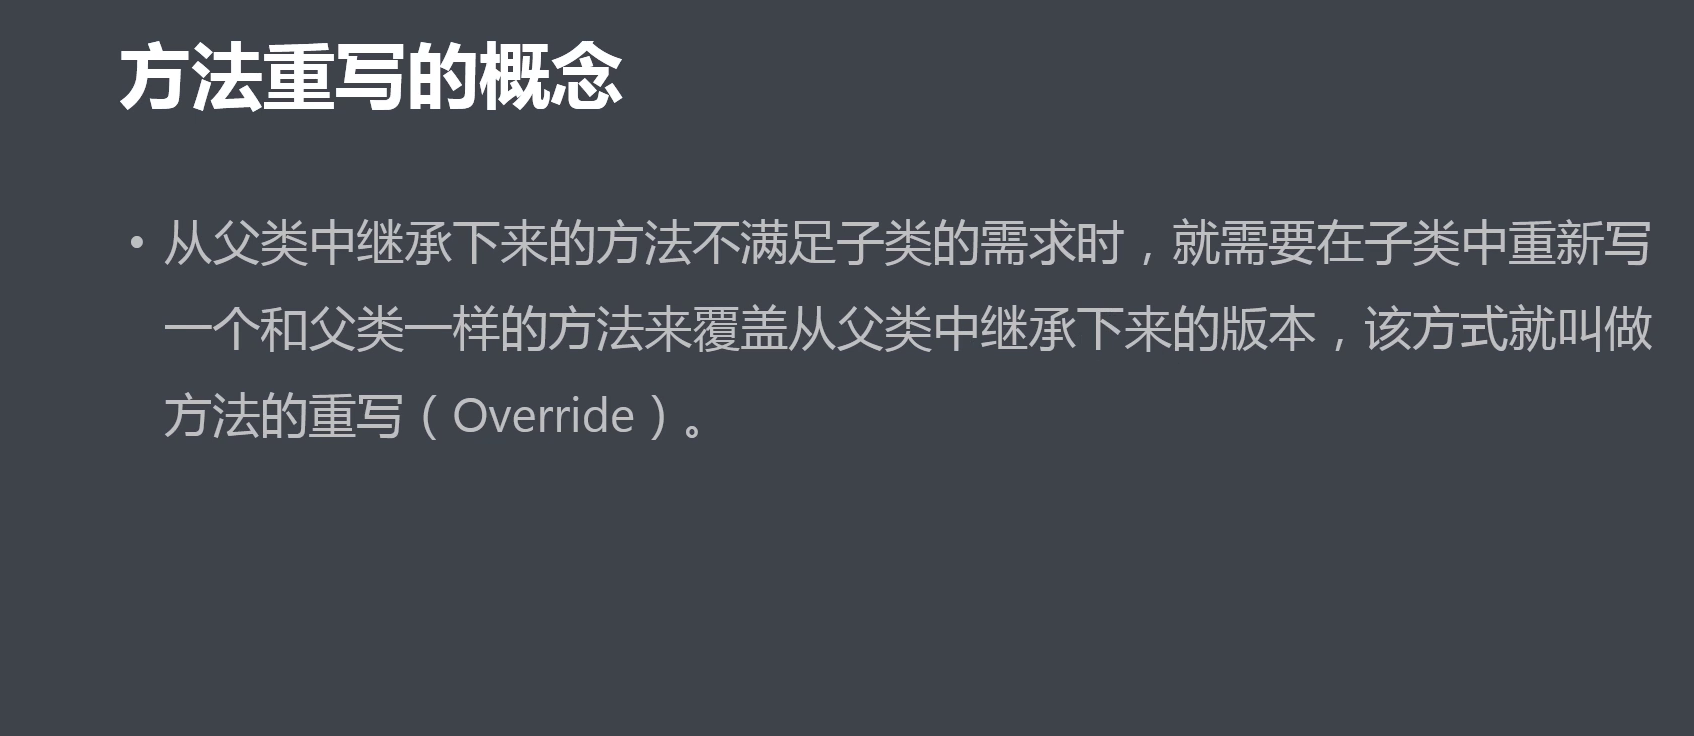 方法重写的概念
• 从父类中继承下来的方法不满足子类的需求时，就需要在子类中重新写
一个和父类一样的方法来覆盖从父类中继承下来的版本，该方式就叫做
方法的重写（Override）。